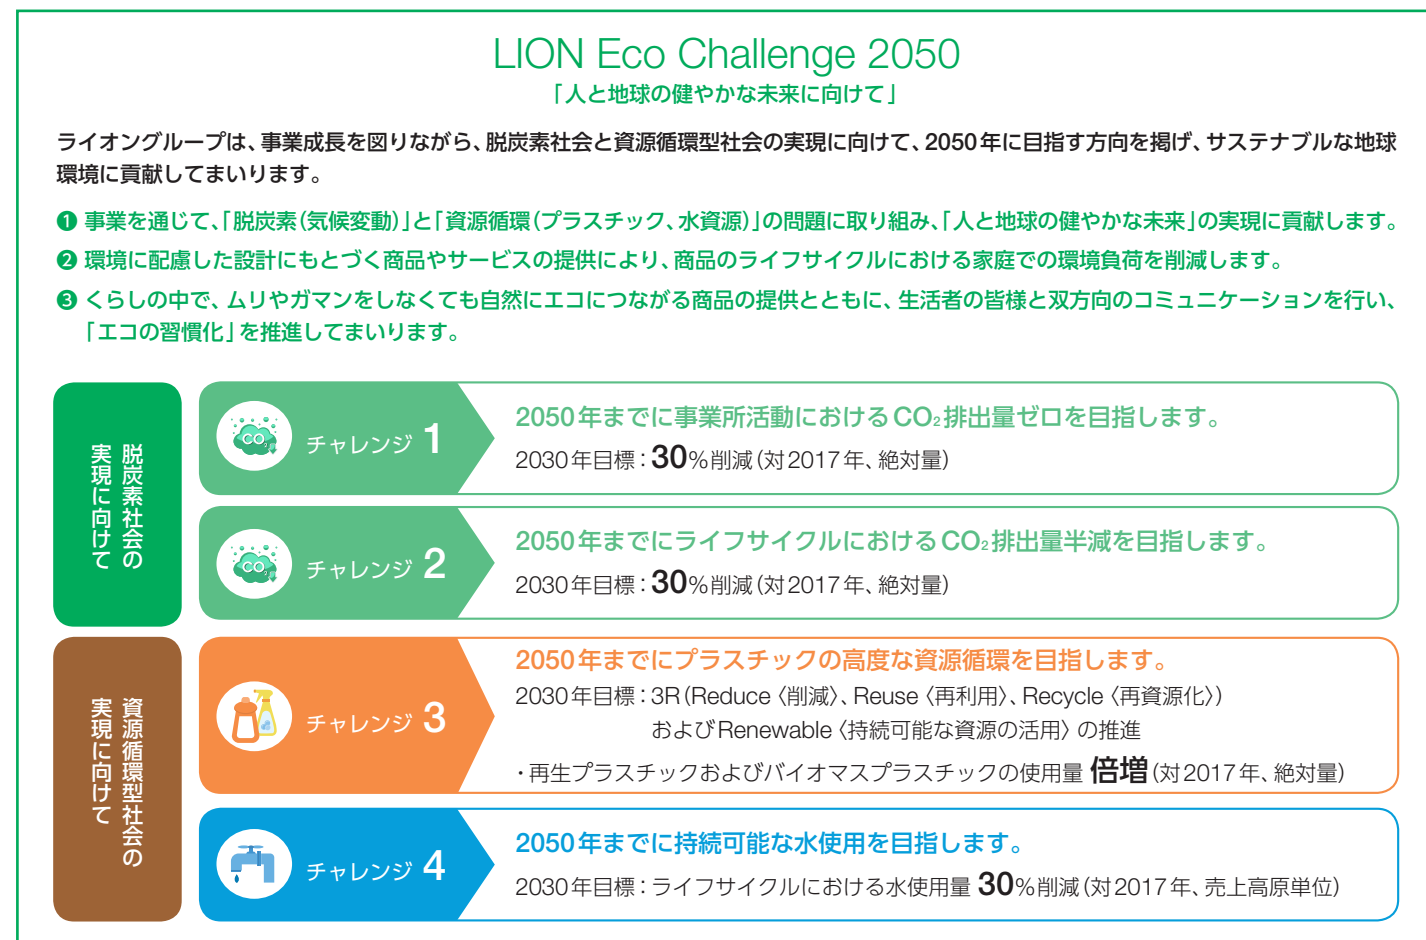 LION Eco Challenge 2050
「人と地球の健やかな未来に向けて」
ライオングループは、事業成長を図りながら、脱炭素社会と資源循環型社会の実現に向けて、2050年に目指す方向を掲げ、サステナブルな地球
環境に貢献してまいります。
❶ 事業を通じて、「脱炭素(気候変動)」と「資源循環(プラスチック、水資源)」の問題に取り組み、「人と地球の健やかな未来」の実現に貢献します。
❷ 環境に配慮した設計にもとづく商品やサービスの提供により、商品のライフサイクルにおける家庭での環境負荷を削減します。
❸ くらしの中で、ムリやガマンをしなくても自然にエコにつながる商品の提供とともに、生活者の皆様と双方向のコミュニケーションを行い、
「エコの習慣化」を推進してまいります。
脱炭素社会の
実現に向けて
CO₂
チャレンジ 1
2050年までに事業所活動におけるCO₂排出量ゼロを目指します。
2030年目標:30%削減(対2017年、絶対量)
CO₂
チャレンジ 2
2050年までにライフサイクルにおけるCO₂排出量半減を目指します。
2030年目標:30%削減(対2017年、絶対量)
資源循環型社会の
実現に向けて
チャレンジ 3
2050年までにプラスチックの高度な資源循環を目指します。
2030年目標:3R(Reduce〈削減〉、Reuse〈再利用〉、Recycle〈再資源化〉)
およびRenewable〈持続可能な資源の活用〉の推進
・再生プラスチックおよびバイオマスプラスチックの使用量 倍増(対2017年、絶対量)
チャレンジ 4
2050年までに持続可能な水使用を目指します。
2030年目標:ライフサイクルにおける水使用量 30%削減(対2017年、売上高原単位)